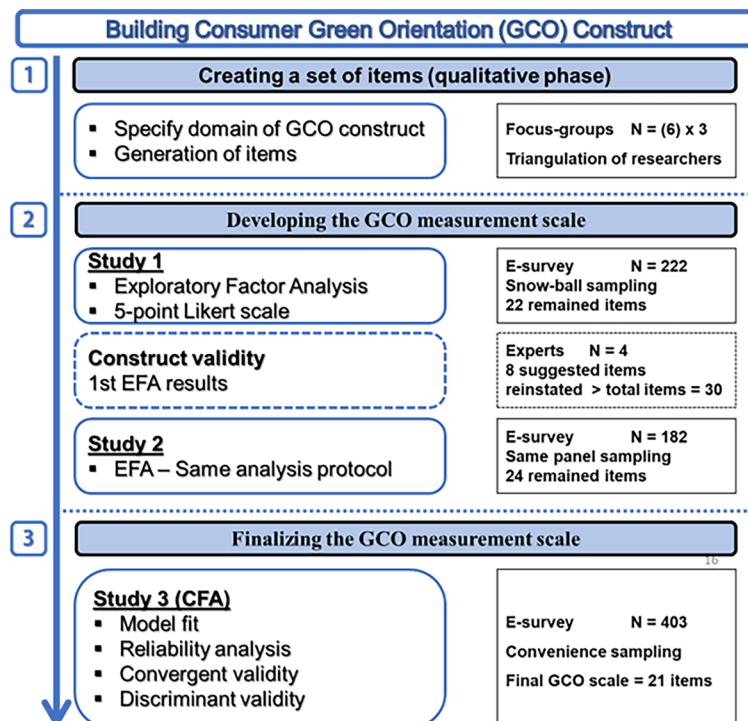 Building Consumer Green Orientation (GCO) Construct
1
Creating a set of items (qualitative phase)
▪ Specify domain of GCO construct
▪ Generation of items
Focus-groups N = (6) x 3
Triangulation of researchers
2
Developing the GCO measurement scale
Study 1
▪ Exploratory Factor Analysis
▪ 5-point Likert scale
E-survey N = 222
Snow-ball sampling
22 remained items
Construct validity
1st EFA results
Experts N = 4
8 suggested items
reinstated > total items = 30
Study 2
▪ EFA – Same analysis protocol
E-survey N = 182
Same panel sampling
24 remained items
3
Finalizing the GCO measurement scale
16
Study 3 (CFA)
▪ Model fit
▪ Reliability analysis
▪ Convergent validity
▪ Discriminant validity
E-survey N = 403
Convenience sampling
Final GCO scale = 21 items